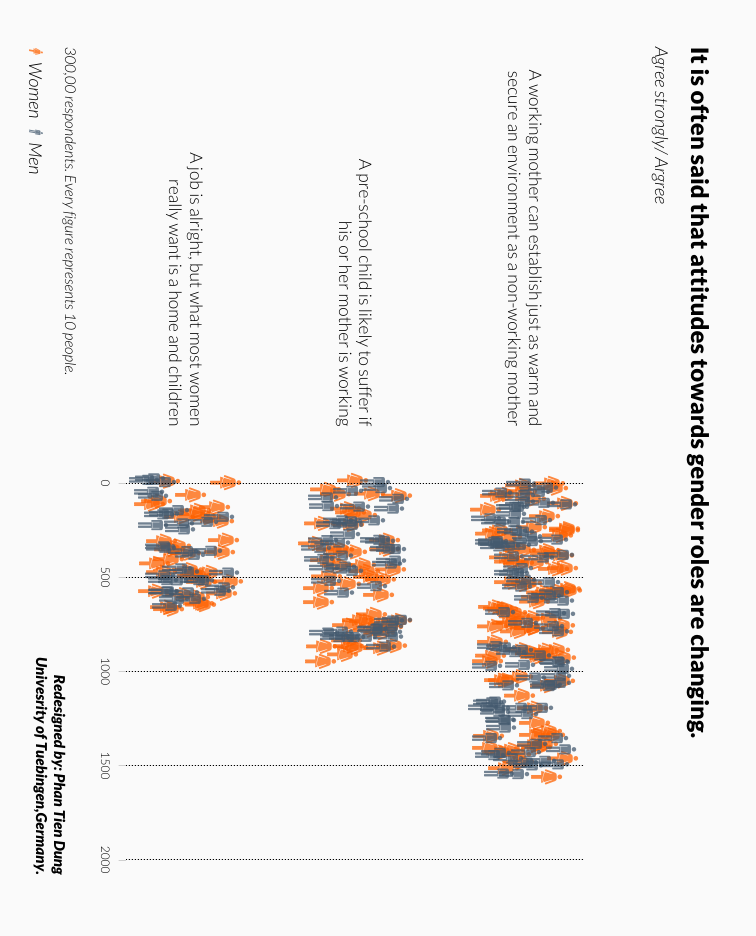 It is often said that attitudes towards gender roles are changing.
Agree strongly/ Argree
A working mother can establish just as warm and
secure an environment as a non-working mother
A pre-school child is likely to suffer if
his or her mother is working
A job is alright, but what most women
really want is a home and children
0
500
1000
1500
2000
300,00 respondents. Every figure represents 10 people.
Women Men
Redesigned by: Phan Tien Dung
Univesrity of Tuebingen,Germany.